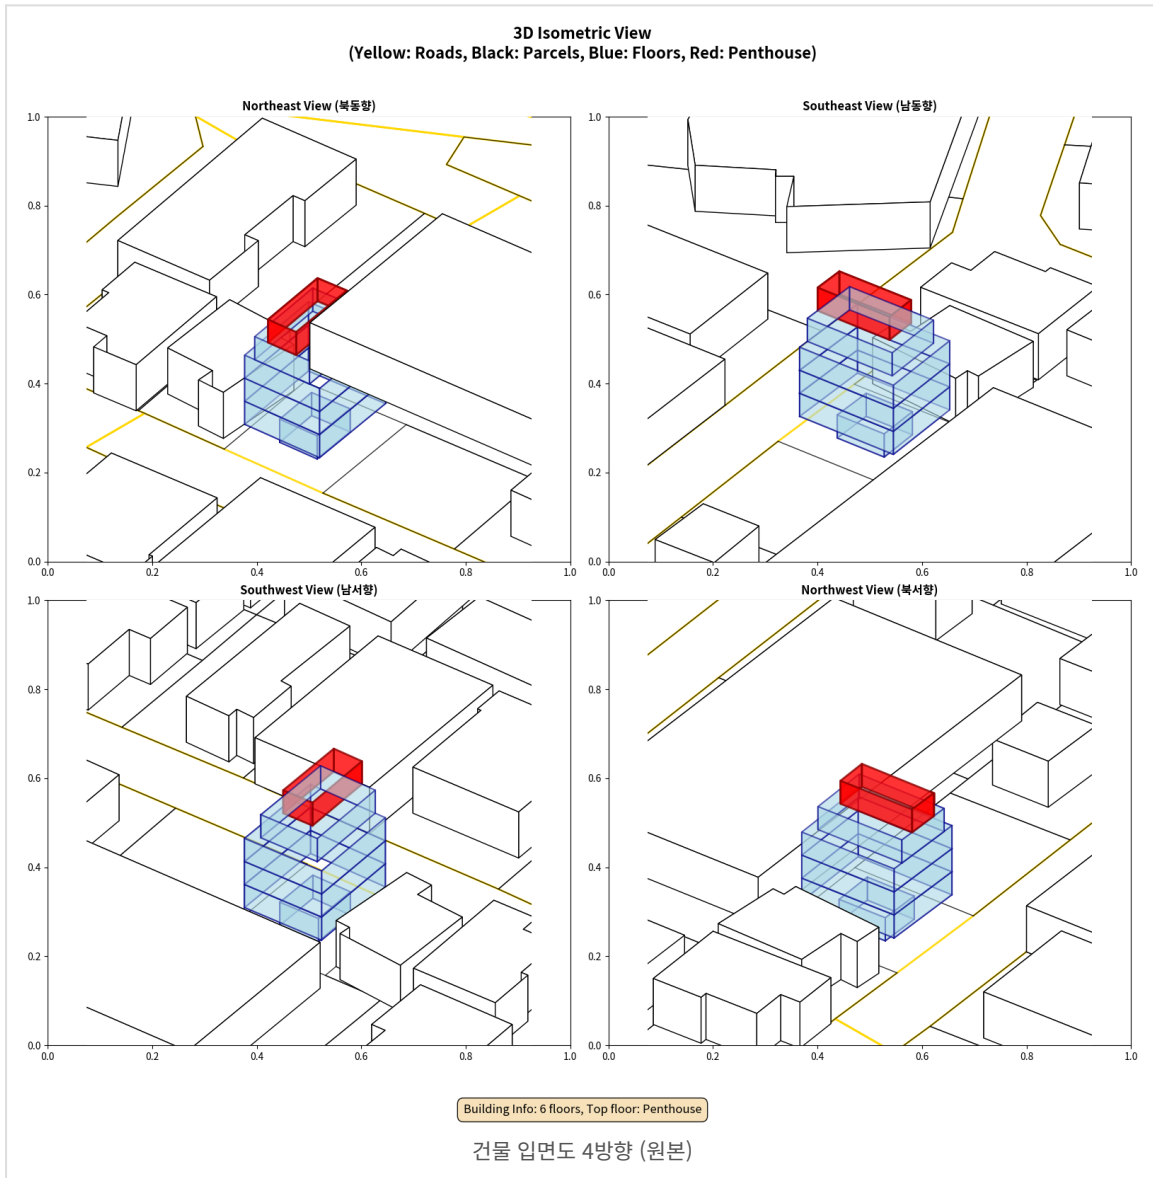 3D Isometric View
(Yellow: Roads, Black: Parcels, Blue: Floors, Red: Penthouse)
Northeast View (북동향)
1.0
0.8
0.6
0.4
0.2
0.0
0.0 0.2 0.4 0.6 0.8 1.0
Southeast View (남동향)
1.0
0.8
0.6
0.4
0.2
0.0
0.0 0.2 0.4 0.6 0.8 1.0
Southwest View (남서향)
1.0
0.8
0.6
0.4
0.2
0.0
0.0 0.2 0.4 0.6 0.8 1.0
Northwest View (북서향)
1.0
0.8
0.6
0.4
0.2
0.0
0.0 0.2 0.4 0.6 0.8 1.0
Building Info: 6 floors, Top floor: Penthouse
건물 입면도 4방향 (원본)